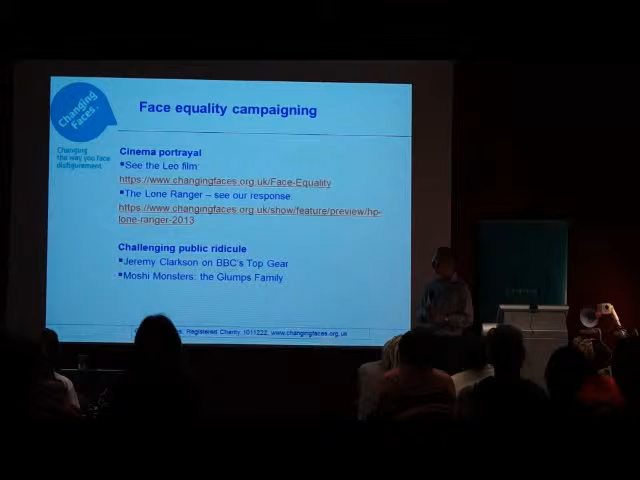 Changing
Faces.
Changing
the way you face
disfigurement
Face equality campaigning
Cinema portrayal
▪See the Leo film:
https://www.changingfaces.org.uk/Face-Equality
▪The Lone Ranger – see our response.
https://www.changingfaces.org.uk/show/feature/preview/hp-
lone-ranger-2013
Challenging public ridicule
▪Jeremy Clarkson on BBC's Top Gear
▪Moshi Monsters: the Glumps Family
Registered Charity 1011222, www.changingfaces.org.uk